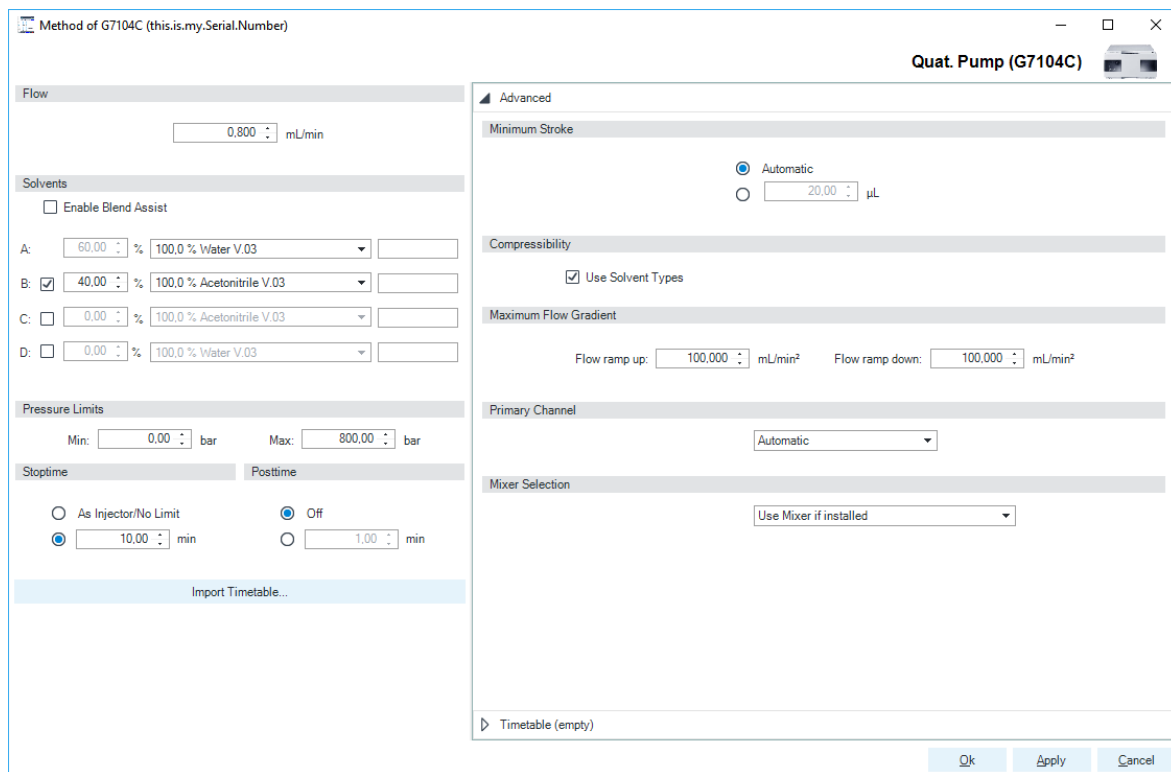 Method of G7104C (this.is.my.Serial.Number)
Quat. Pump (G7104C)
Flow
0,800 mL/min
Solvents
Enable Blend Assist
A: 60,00 % 100,0 % Water V.03
B: 40,00 % 100,0 % Acetonitrile V.03
C: 0,00 % 100,0 % Acetonitrile V.03
D: 0,00 % 100,0 % Water V.03
Pressure Limits
Min: 0,00 bar Max: 800,00 bar
Stoptime Posttime
As Injector/No Limit Off
10,00 min 1,00 min
Import Timetable...
Advanced
Minimum Stroke
Automatic
20,00 µL
Compressibility
Use Solvent Types
Maximum Flow Gradient
Flow ramp up: 100,000 mL/min² Flow ramp down: 100,000 mL/min²
Primary Channel
Automatic
Mixer Selection
Use Mixer if installed
Timetable (empty)
Ok Apply Cancel